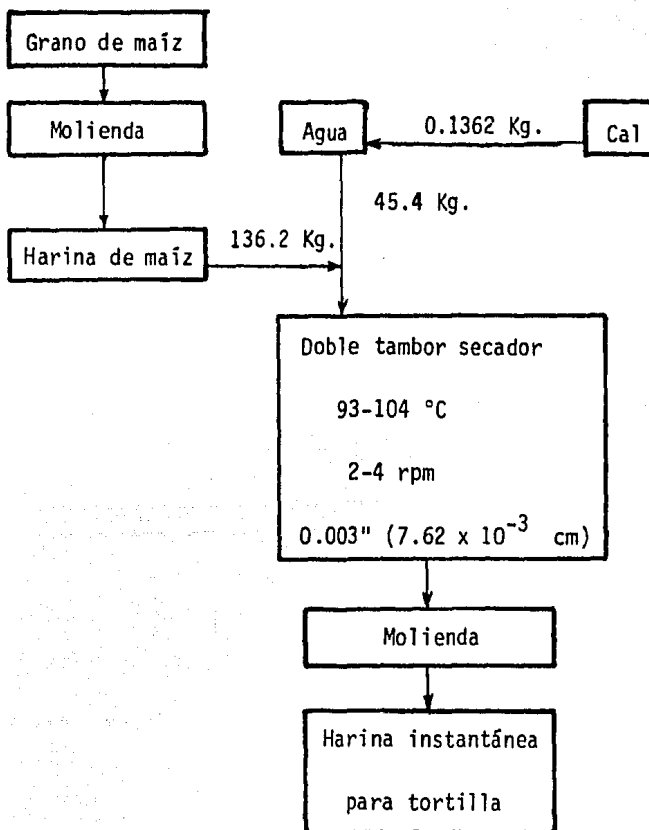 Grano de maíz
Molienda
Agua
0.1362 Kg.
Cal
45.4 Kg.
136.2 Kg.
Harina de maíz
Doble tambor secador
93-104 °C
2-4 rpm
0.003" (7.62 x 10⁻³ cm)
Molienda
Harina instantánea
para tortilla